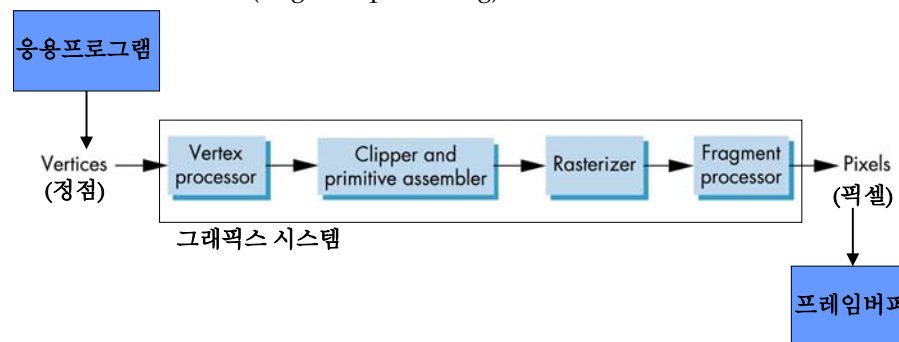 응용프로그램
Vertices
(정점)
Vertex
processor
Clipper and
primitive assembler
Rasterizer
Fragment
processor
Pixels
(픽셀)
그래픽스 시스템